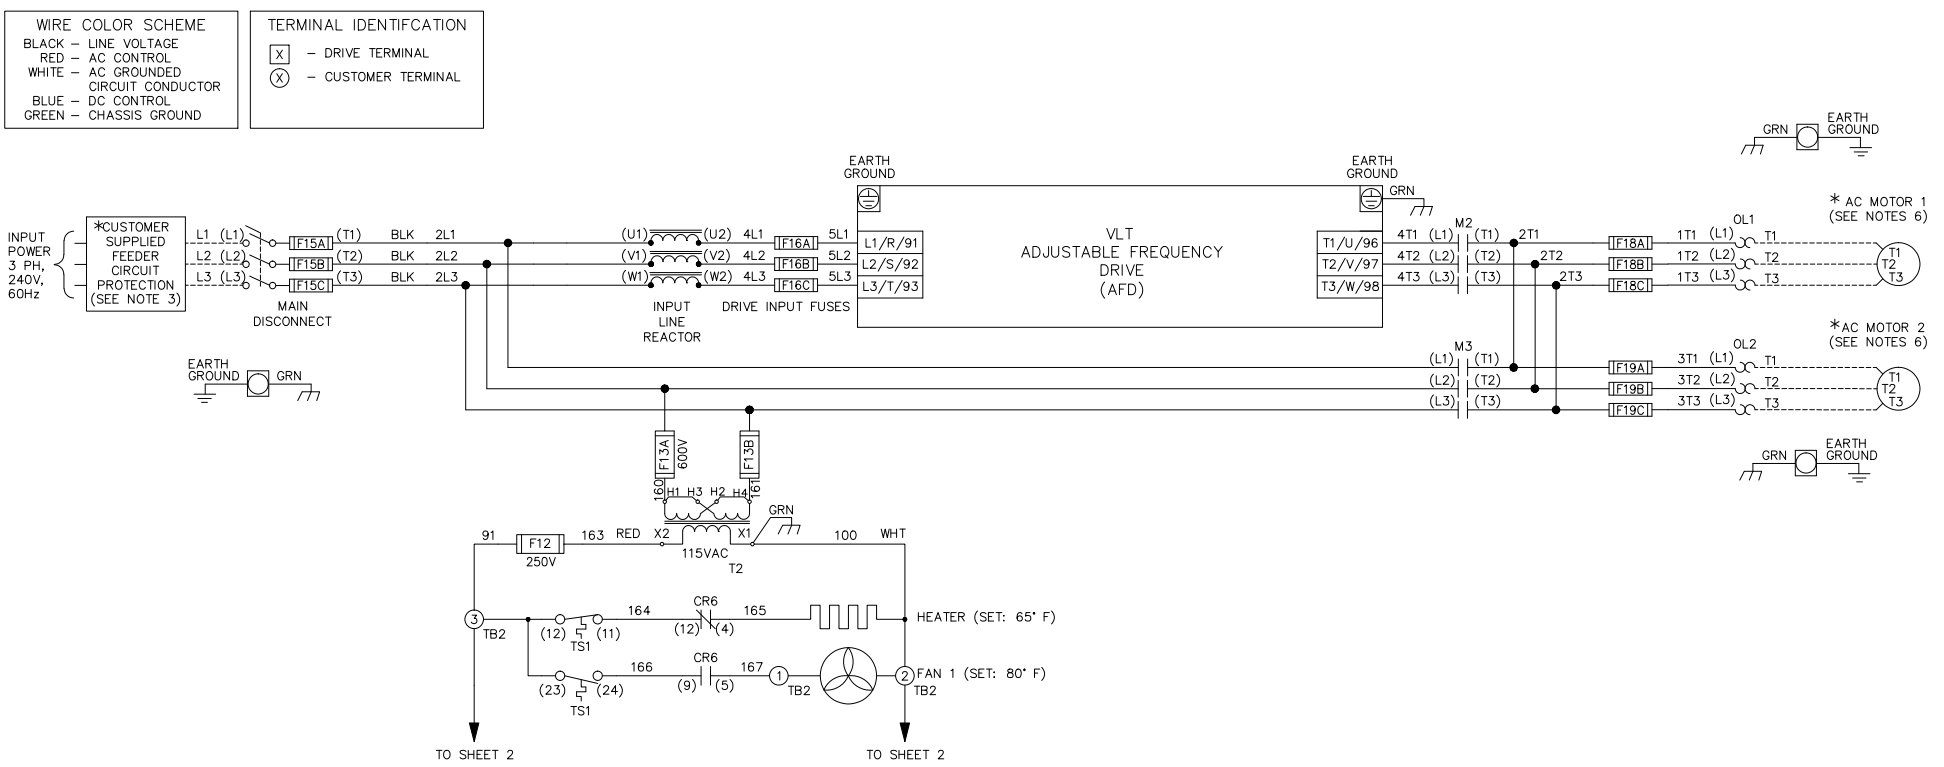 WIRE COLOR SCHEME
BLACK – LINE VOLTAGE
RED – AC CONTROL
WHITE – AC GROUNDED
CIRCUIT CONDUCTOR
BLUE – DC CONTROL
GREEN – CHASSIS GROUND
TERMINAL IDENTIFCATION
X – DRIVE TERMINAL
X – CUSTOMER TERMINAL
INPUT
POWER
3 PH,
240V,
60Hz
*CUSTOMER
SUPPLIED
FEEDER
CIRCUIT
PROTECTION
(SEE NOTE 3)
L1 (L1) F15A (T1) BLK 2L1
L2 (L2) F15B (T2) BLK 2L2
L3 (L3) F15C (T3) BLK 2L3
MAIN
DISCONNECT
(U1) (U2) 4L1 F16A 5L1
(V1) (V2) 4L2 F16B 5L2
(W1) (W2) 4L3 F16C 5L3
INPUT
LINE
REACTOR
DRIVE INPUT FUSES
EARTH
GROUND
L1/R/91
L2/S/92
L3/T/93
VLT
ADJUSTABLE FREQUENCY
DRIVE
(AFD)
EARTH
GROUND
GRN
T1/U/96
T2/V/97
T3/W/98
M2
4T1 (L1) (T1) 2T1 F18A 1T1 (L1) T1
4T2 (L2) (T2) 2T2 F18B 1T2 (L2) T2
4T3 (L3) (T3) 2T3 F18C 1T3 (L3) T3
OL1
GRN
EARTH
GROUND
* AC MOTOR 1
(SEE NOTES 6)
T1
T2
T3
EARTH
GROUND
GRN
M3
(L1) (T1) F19A 3T1 (L1) T1
(L2) (T2) F19B 3T2 (L2) T2
(L3) (T3) F19C 3T3 (L3) T3
OL2
*AC MOTOR 2
(SEE NOTES 6)
T1
T2
T3
GRN
EARTH
GROUND
F13A
600V
F13B
160
161
H1 H3 H2 H4
GRN
91 F12 163 RED X2 X1 100 WHT
250V
115VAC
T2
3
TB2
(12) (11)
TS1
164
CR6
(12) (4)
165
HEATER (SET: 65° F)
(23) (24)
TS1
166
CR6
(9) (5)
167
1
TB2
2
TB2
FAN 1 (SET: 80° F)
TO SHEET 2
TO SHEET 2